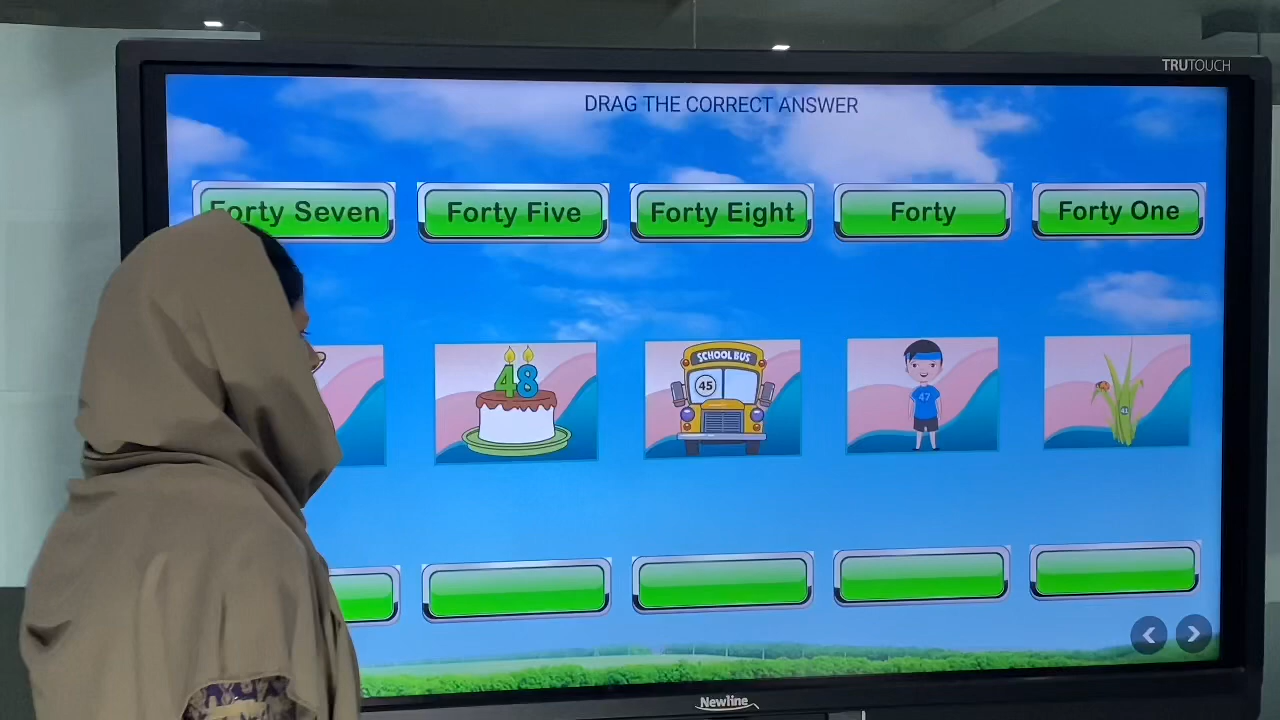 TRUTOUCH
DRAG THE CORRECT ANSWER
Forty Seven
Forty Five
Forty Eight
Forty
Forty One
48
SCHOOL BUS
45
47
41
Newline